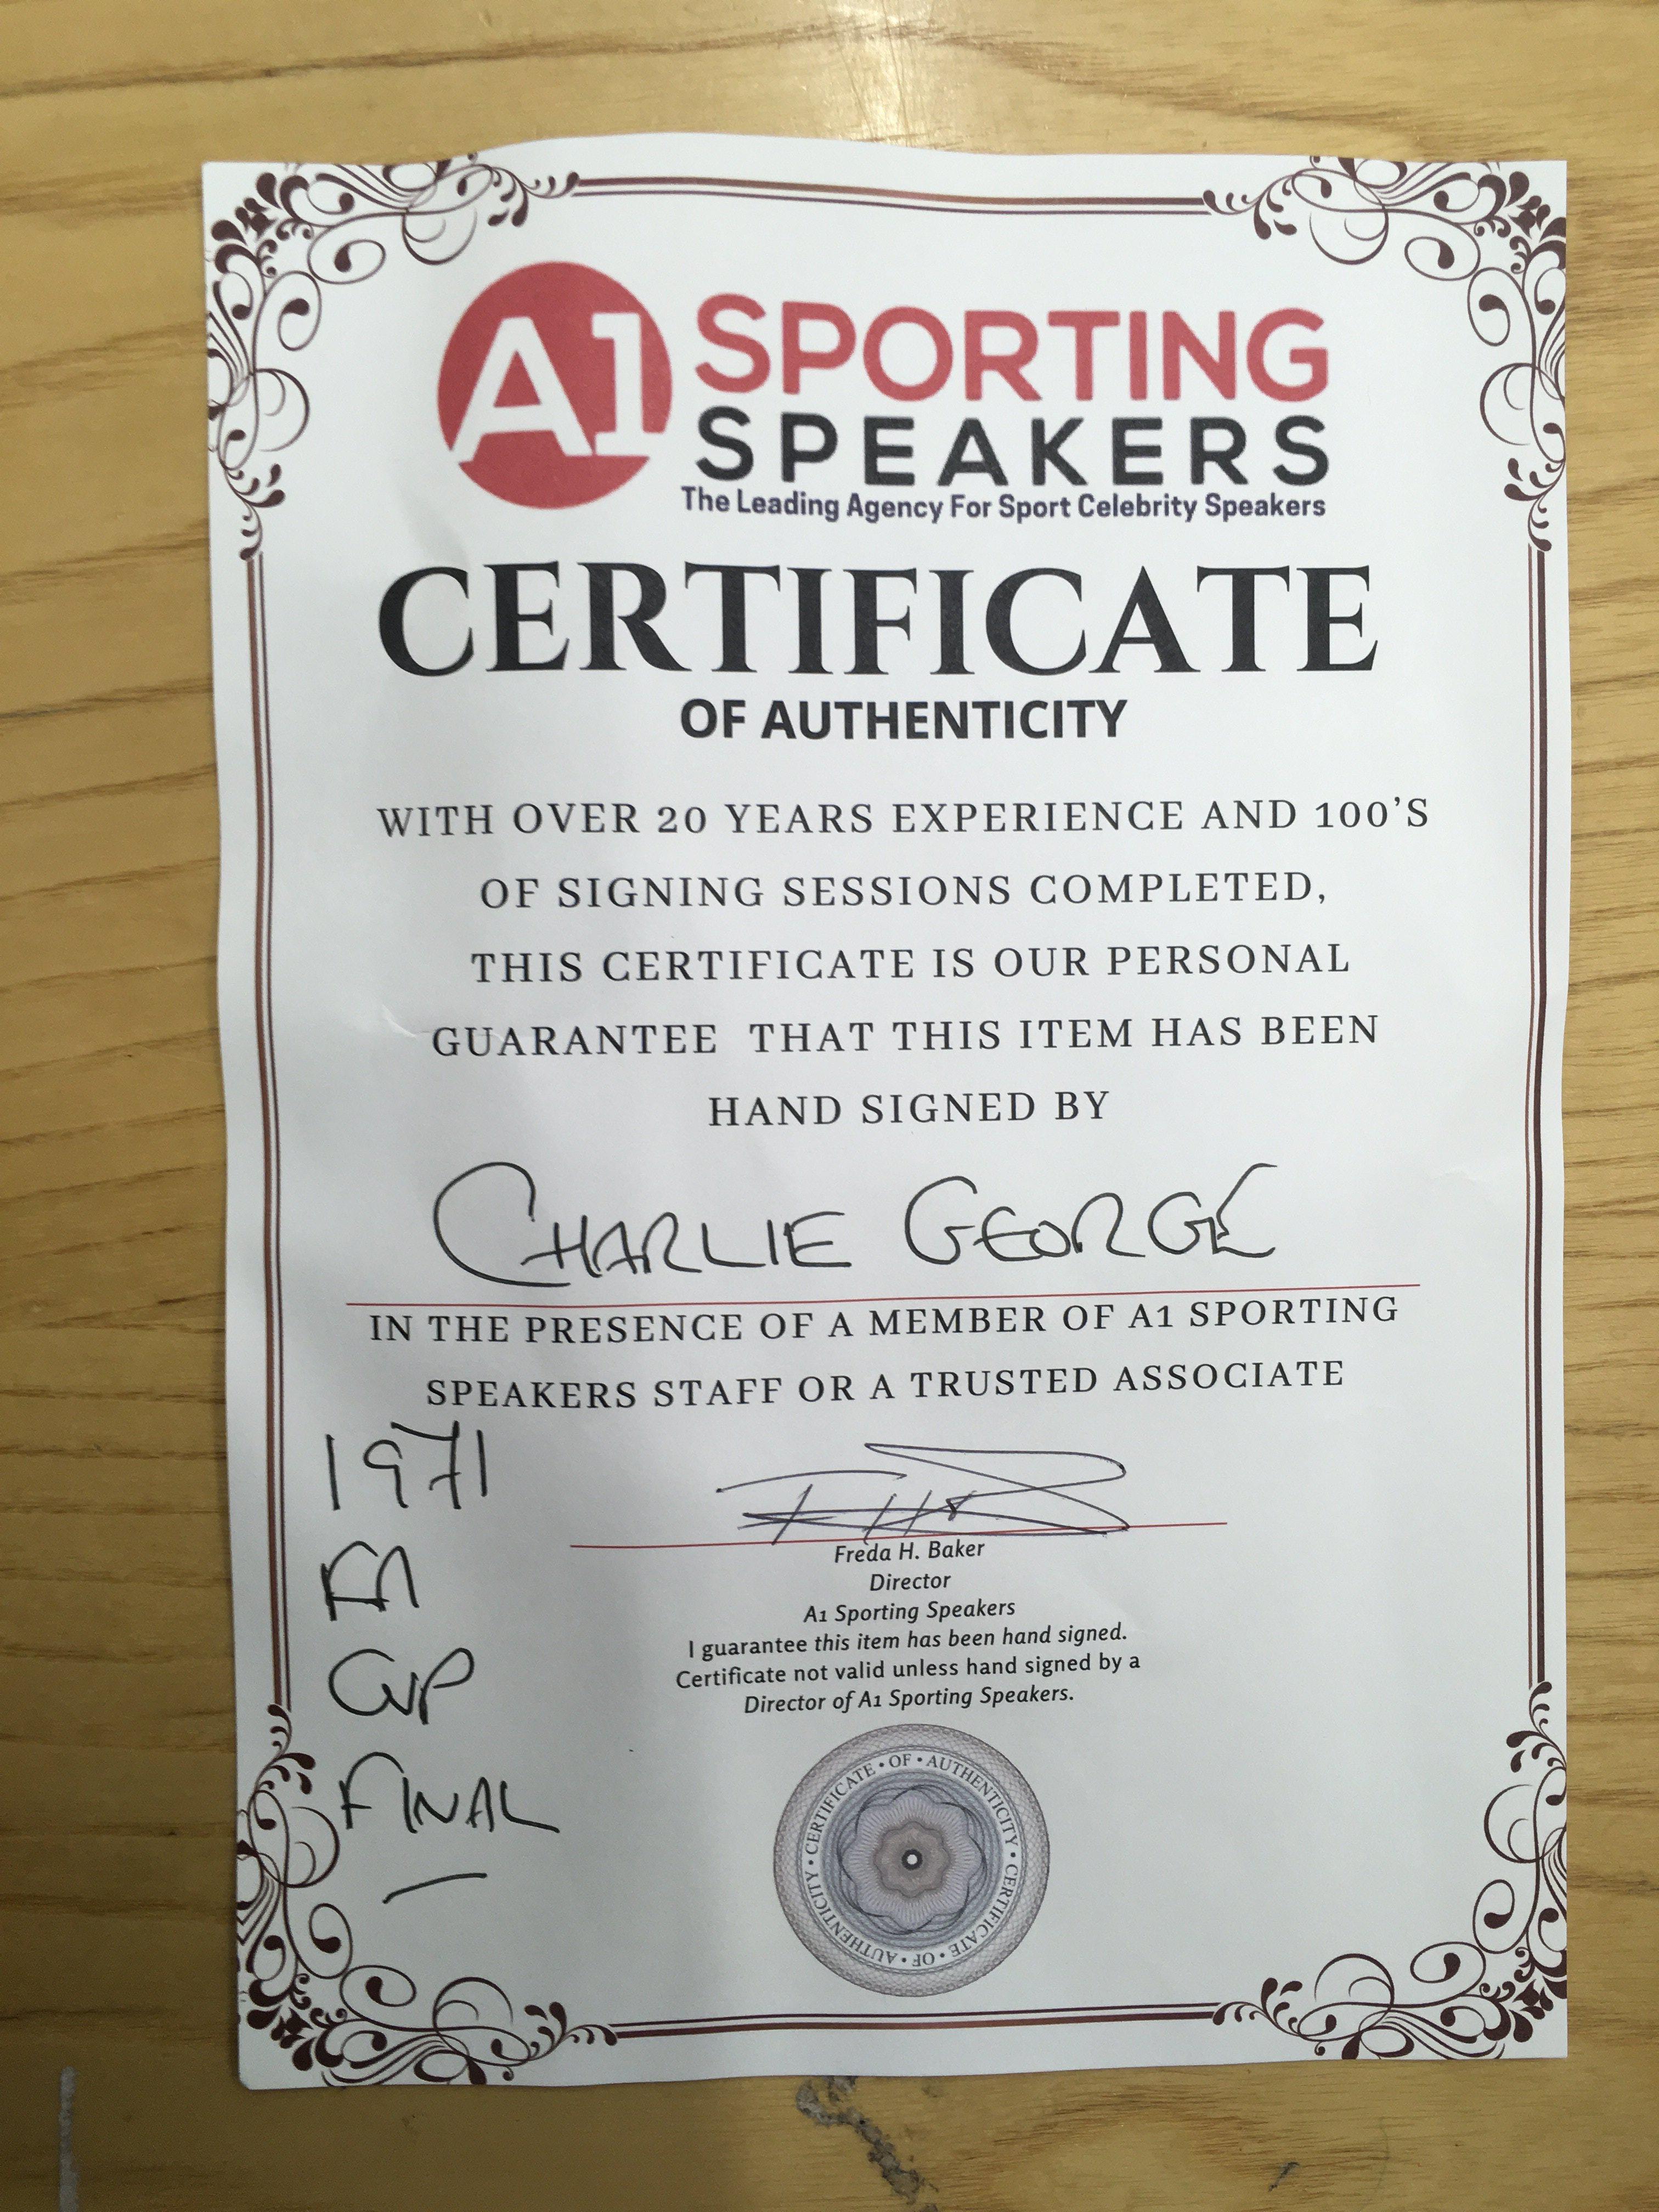 A1 SPORTING
SPEAKERS
The Leading Agency For Sport Celebrity Speakers
CERTIFICATE
OF AUTHENTICITY
WITH OVER 20 YEARS EXPERIENCE AND 100'S
OF SIGNING SESSIONS COMPLETED,
THIS CERTIFICATE IS OUR PERSONAL
GUARANTEE THAT THIS ITEM HAS BEEN
HAND SIGNED BY
CHARLIE GEORGE
IN THE PRESENCE OF A MEMBER OF A1 SPORTING
SPEAKERS STAFF OR A TRUSTED ASSOCIATE
1971
FA
CUP
FINAL
Freda H. Baker
Director
A1 Sporting Speakers
I guarantee this item has been hand signed.
Certificate not valid unless hand signed by a
Director of A1 Sporting Speakers.
CERTIFICATE • OF • AUTHENTICITY • CERTIFICATE • OF • AUTHENTICITY •